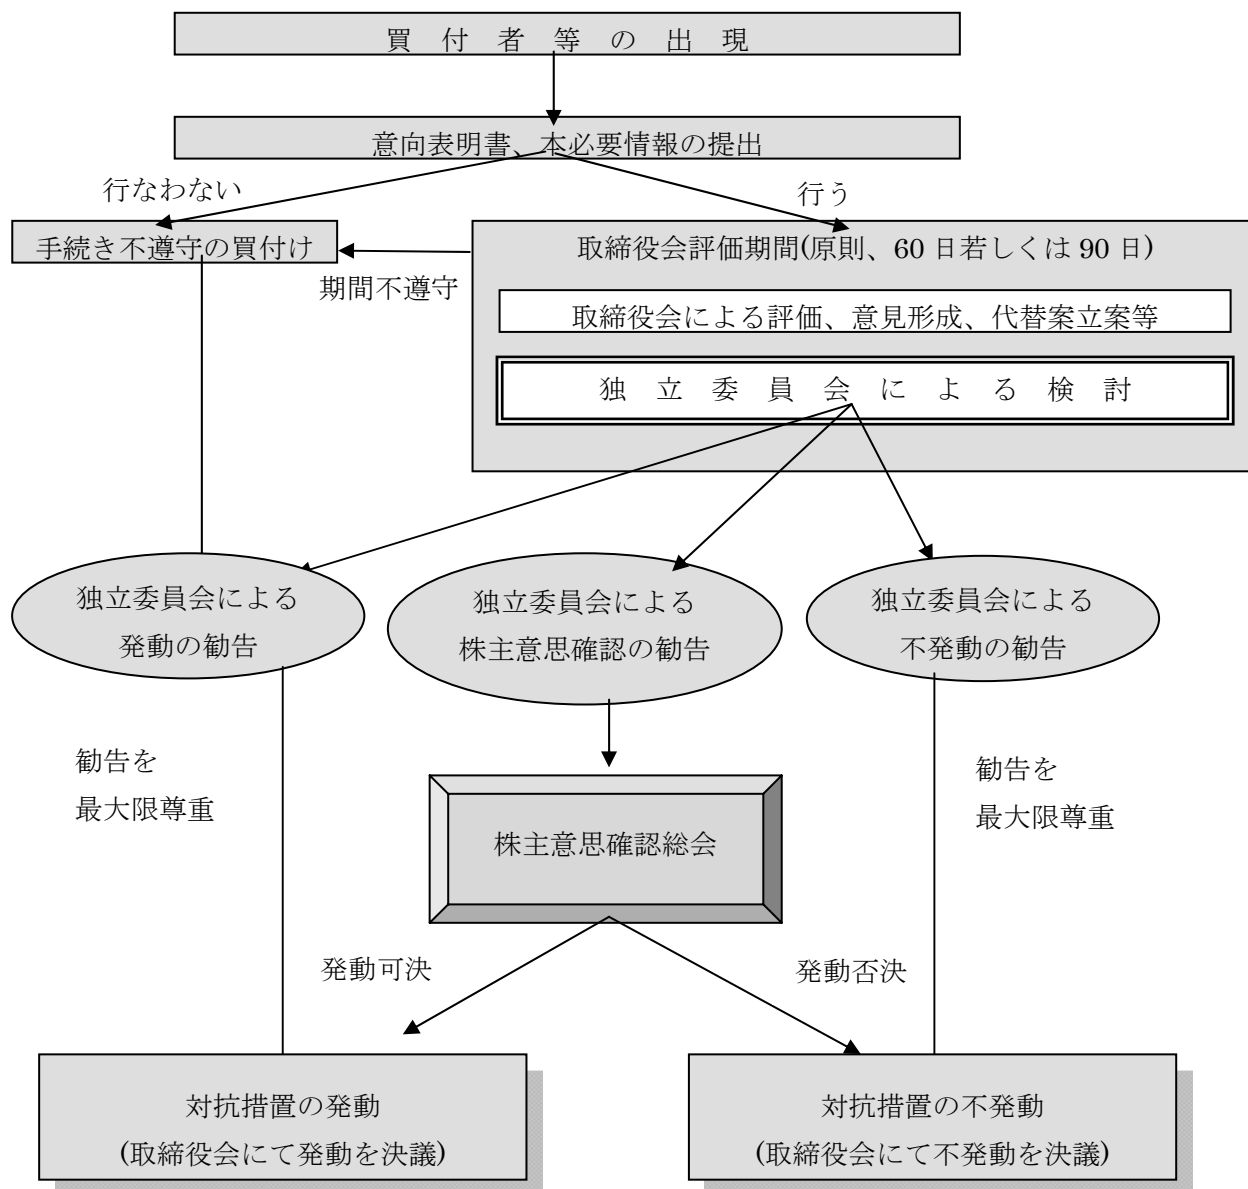 買付者等の出現
意向表明書、本必要情報の提出
行なわない
行う
手続き不遵守の買付け
取締役会評価期間(原則、60日若しくは90日)
期間不遵守
取締役会による評価、意見形成、代替案立案等
独立委員会による検討
独立委員会による
発動の勧告
独立委員会による
株主意思確認の勧告
独立委員会による
不発動の勧告
勧告を
最大限尊重
勧告を
最大限尊重
株主意思確認総会
発動可決
発動否決
対抗措置の発動
(取締役会にて発動を決議)
対抗措置の不発動
(取締役会にて不発動を決議)